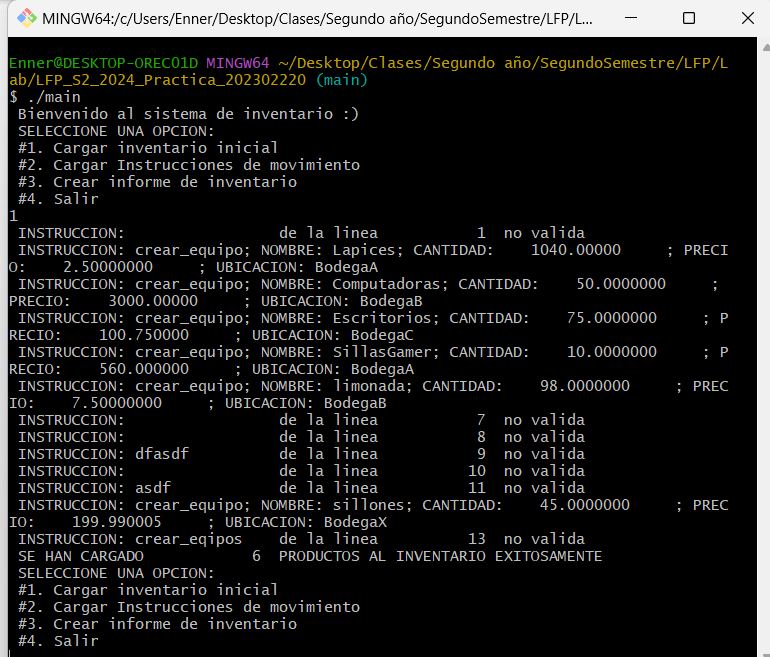 MINGW64:/c/Users/Enner/Desktop/Clases/Segundo año/SegundoSemestre/LFP/L...
Enner@DESKTOP-OREC01D MINGW64 ~/Desktop/Clases/Segundo año/SegundoSemestre/LFP/L
ab/LFP_S2_2024_Practica_202302220 (main)
$ ./main
Bienvenido al sistema de inventario :)
SELECCIONE UNA OPCION:
#1. Cargar inventario inicial
#2. Cargar Instrucciones de movimiento
#3. Crear informe de inventario
#4. Salir
1
INSTRUCCION:                 de la linea           1  no valida
INSTRUCCION: crear_equipo; NOMBRE: Lapices; CANTIDAD:    1040.00000     ; PRECI
O:    2.50000000     ; UBICACION: BodegaA
INSTRUCCION: crear_equipo; NOMBRE: Computadoras; CANTIDAD:    50.0000000     ;
PRECIO:    3000.00000     ; UBICACION: BodegaB
INSTRUCCION: crear_equipo; NOMBRE: Escritorios; CANTIDAD:    75.0000000     ; P
RECIO:    100.750000     ; UBICACION: BodegaC
INSTRUCCION: crear_equipo; NOMBRE: SillasGamer; CANTIDAD:    10.0000000     ; P
RECIO:    560.000000     ; UBICACION: BodegaA
INSTRUCCION: crear_equipo; NOMBRE: limonada; CANTIDAD:    98.0000000     ; PREC
IO:    7.50000000     ; UBICACION: BodegaB
INSTRUCCION:                 de la linea           7  no valida
INSTRUCCION:                 de la linea           8  no valida
INSTRUCCION: dfasdf          de la linea           9  no valida
INSTRUCCION:                 de la linea          10  no valida
INSTRUCCION: asdf            de la linea          11  no valida
INSTRUCCION: crear_equipo; NOMBRE: sillones; CANTIDAD:    45.0000000     ; PREC
IO:    199.990005     ; UBICACION: BodegaX
INSTRUCCION: crear_eqipos    de la linea          13  no valida
SE HAN CARGADO            6  PRODUCTOS AL INVENTARIO EXITOSAMENTE
SELECCIONE UNA OPCION:
#1. Cargar inventario inicial
#2. Cargar Instrucciones de movimiento
#3. Crear informe de inventario
#4. Salir